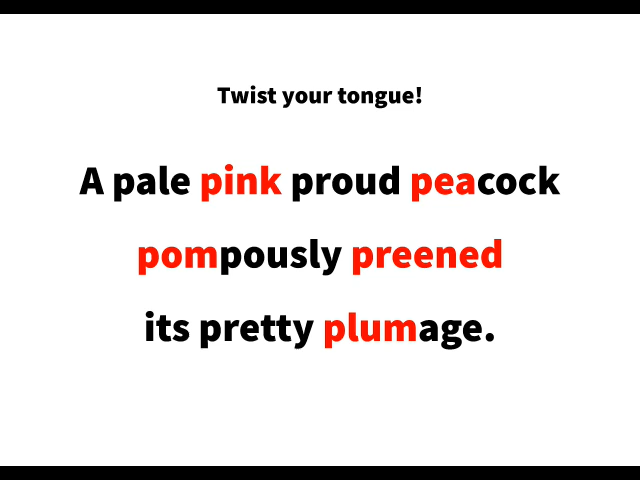 Twist your tongue!
A pale pink proud peacock
pompously preened
its pretty plumage.